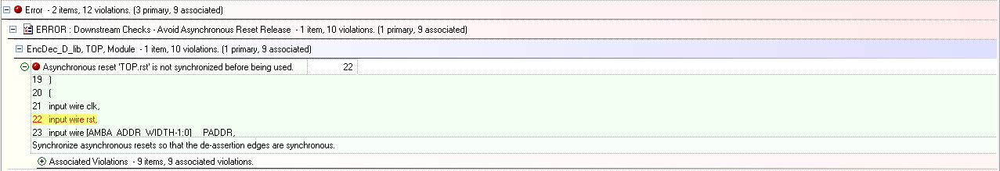 Error - 2 items, 12 violations. (3 primary, 9 associated)
ERROR : Downstream Checks - Avoid Asynchronous Reset Release - 1 item, 10 violations. (1 primary, 9 associated)
EncDec_D_lib, TOP, Module - 1 item, 10 violations. (1 primary, 9 associated)
Asynchronous reset 'TOP.rst' is not synchronized before being used. 22
19 )
20 (
21 input wire clk,
22 input wire rst,
23 input wire [AMBA_ADDR_WIDTH-1:0] PADDR,
Synchronize asynchronous resets so that the de-assertion edges are synchronous.
Associated Violations - 9 items, 9 associated violations.